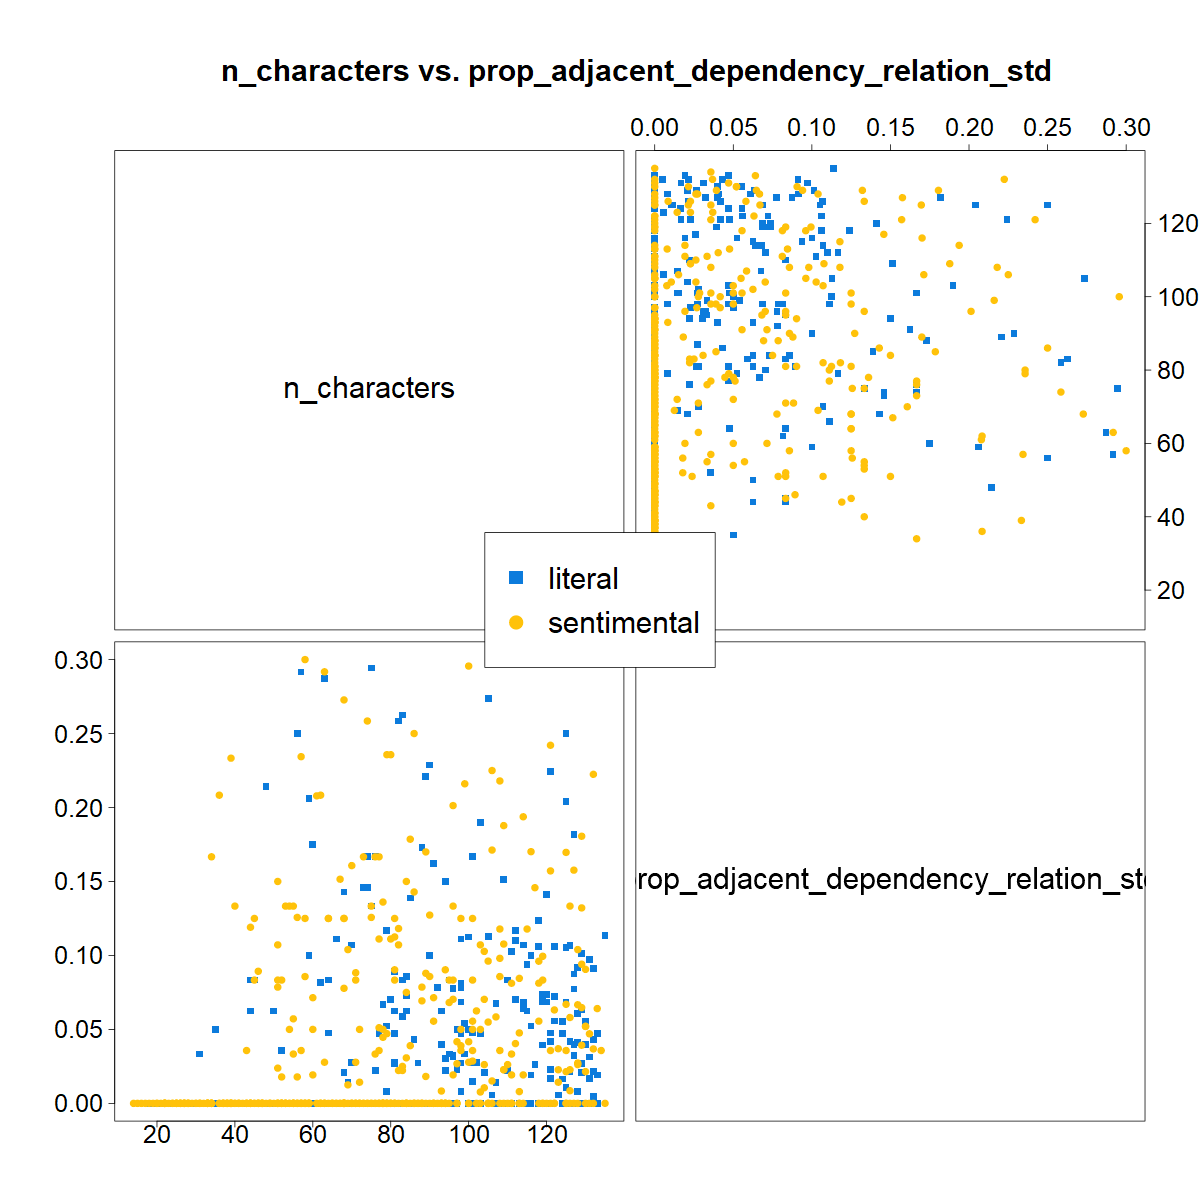 n_characters vs. prop_adjacent_dependency_relation_std
0.00 0.05 0.10 0.15 0.20 0.25 0.30
n_characters
120
100
80
60
40
20
literal
sentimental
0.30
0.25
0.20
0.15
0.10
0.05
0.00
rop_adjacent_dependency_relation_st
20 40 60 80 100 120